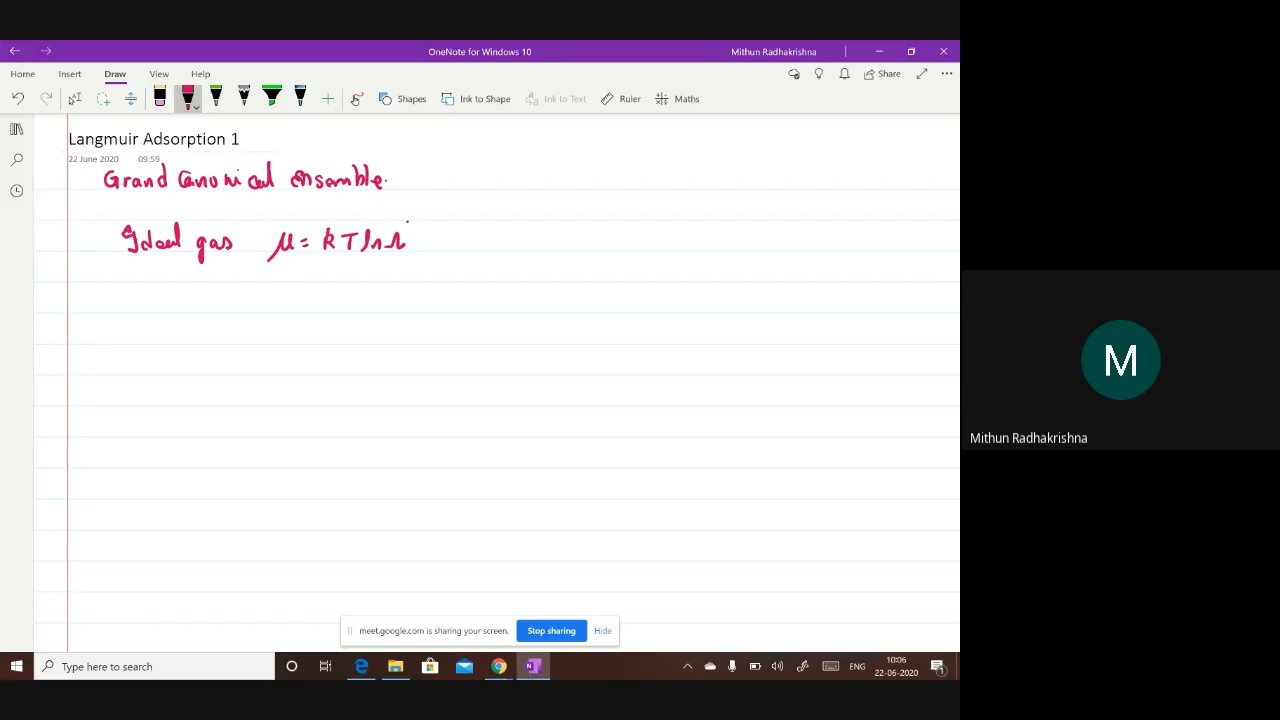 OneNote for Windows 10
Mithun Radhakrishna
Home Insert Draw View Help
Share
Shapes Ink to Shape Ink to Text Ruler Maths
Langmuir Adsorption 1
22 June 2020 09:59
Grand Canonical ensamble.
Ideal gas μ= kT ln
M
Mithun Radhakrishna
meet.google.com is sharing your screen. Stop sharing Hide
Type here to search
ENG
10:06
22-06-2020
1